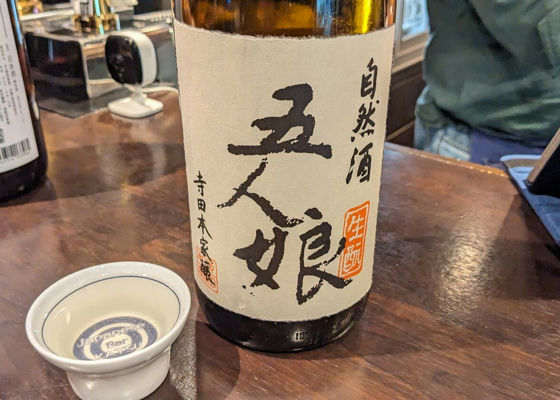 自然酒
五人娘
生酛
寺田本家
醸
Japanese
Bar